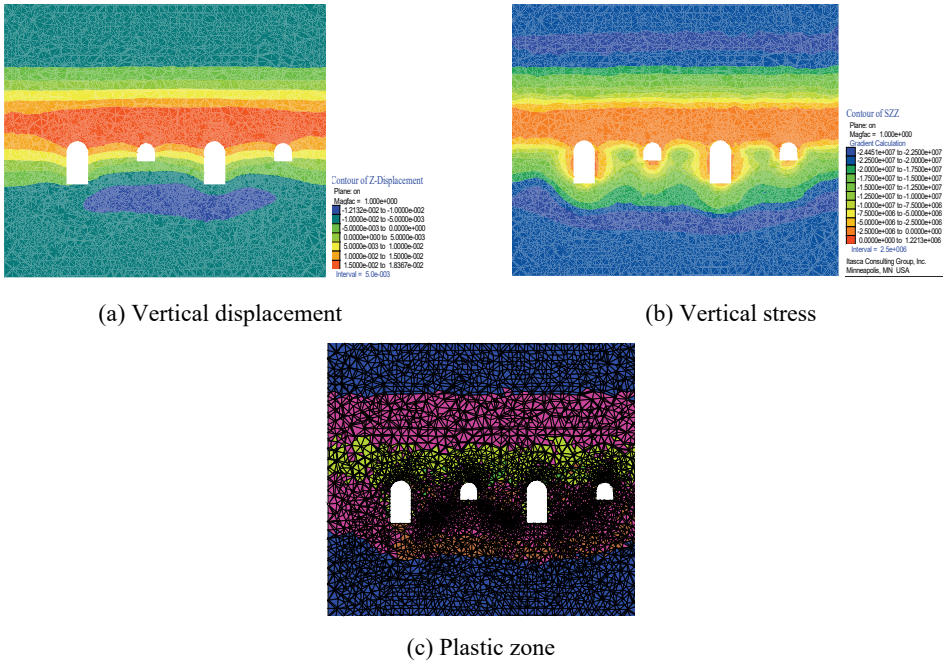 Contour of Z-Displacement
Plane: on
Magfac = 1.000e+000
-1.2132e-002 to -1.0000e-002
-1.0000e-002 to -5.0000e-003
-5.0000e-003 to 0.0000e+000
0.0000e+000 to 5.0000e-003
5.0000e-003 to 1.0000e-002
1.0000e-002 to 1.5000e-002
1.5000e-002 to 1.8367e-002
Interval = 5.0e-003
Contour of SZZ
Plane: on
Magfac = 1.000e+000
Gradient Calculation
-2.4451e+007 to -2.2500e+007
-2.2500e+007 to -2.0000e+007
-2.0000e+007 to -1.7500e+007
-1.7500e+007 to -1.5000e+007
-1.5000e+007 to -1.2500e+007
-1.2500e+007 to -1.0000e+007
-1.0000e+007 to -7.5000e+006
-7.5000e+006 to -5.0000e+006
-5.0000e+006 to -2.5000e+006
-2.5000e+006 to 0.0000e+000
0.0000e+000 to 1.2213e+006
Interval = 2.5e+006
Itasca Consulting Group, Inc.
Minneapolis, MN USA
(a) Vertical displacement
(b) Vertical stress
(c) Plastic zone